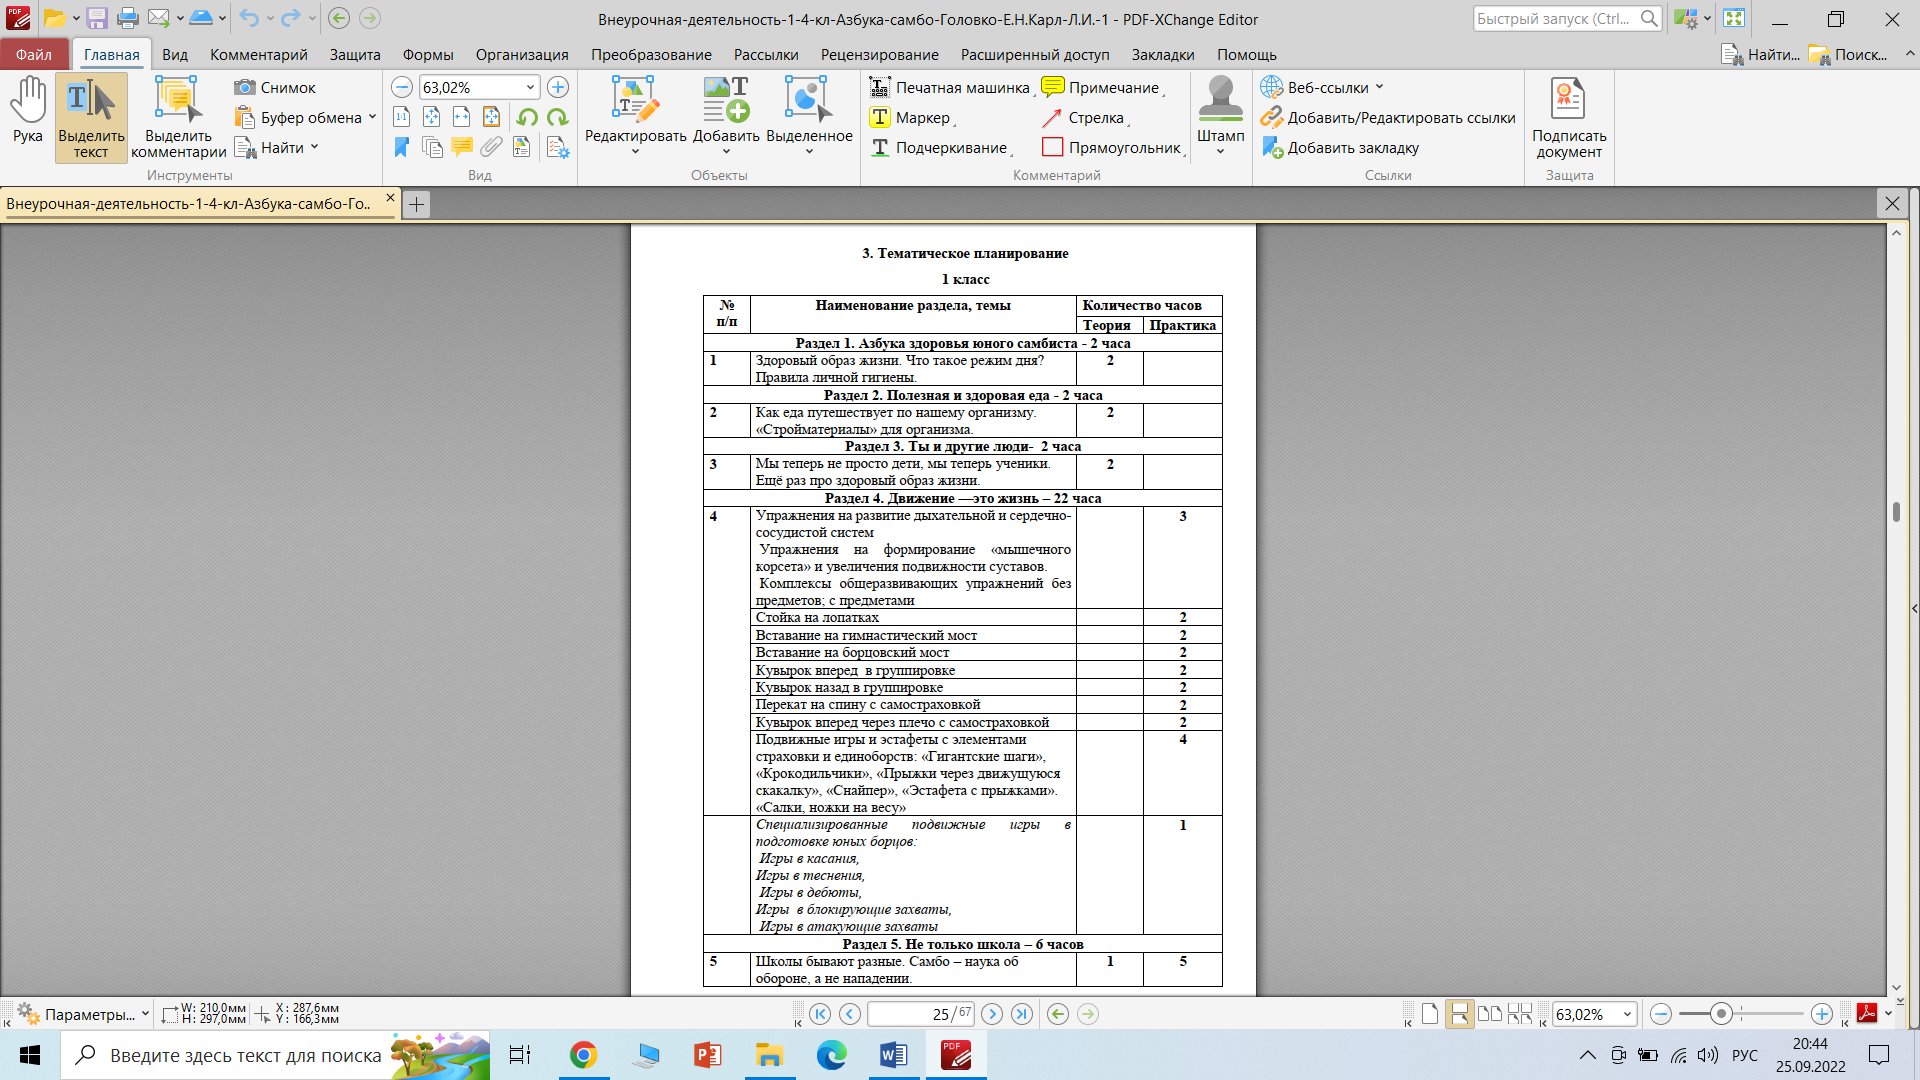 Внеурочная-деятельность-1-4-кл-Азбука-самбо-Головко-Е.Н.Карл-Л.И.-1 - PDF-XChange Editor
Быстрый запуск (Ctrl...
Файл Главная Вид Комментарий Защита Формы Организация Преобразование Рассылки Рецензирование Расширенный доступ Закладки Помощь Найти... Поиск...
Рука
Выделить текст
Выделить комментарии
Снимок
Буфер обмена
Найти
Инструменты
63,02%
Вид
Редактировать Добавить Выделенное
Объекты
Печатная машинка Примечание
Маркер Стрелка
Подчеркивание Прямоугольник
Штамп
Комментарий
Веб-ссылки
Добавить/Редактировать ссылки
Добавить закладку
Ссылки
Подписать документ
Защита
Внеурочная-деятельность-1-4-кл-Азбука-самбо-Го..
3. Тематическое планирование
1 класс
№ п/п Наименование раздела, темы Количество часов
Теория Практика
Раздел 1. Азбука здоровья юного самбиста - 2 часа
1 Здоровый образ жизни. Что такое режим дня? 2
Правила личной гигиены.
Раздел 2. Полезная и здоровая еда - 2 часа
2 Как еда путешествует по нашему организму. 2
«Стройматериалы» для организма.
Раздел 3. Ты и другие люди- 2 часа
3 Мы теперь не просто дети, мы теперь ученики. 2
Ещё раз про здоровый образ жизни.
Раздел 4. Движение —это жизнь – 22 часа
4 Упражнения на развитие дыхательной и сердечно- 3
сосудистой систем
Упражнения на формирование «мышечного
корсета» и увеличения подвижности суставов.
Комплексы общеразвивающих упражнений без
предметов; с предметами
Стойка на лопатках 2
Вставание на гимнастический мост 2
Вставание на борцовский мост 2
Кувырок вперед в группировке 2
Кувырок назад в группировке 2
Перекат на спину с самостраховкой 2
Кувырок вперед через плечо с самостраховкой 2
Подвижные игры и эстафеты с элементами 4
страховки и единоборств: «Гигантские шаги»,
«Крокодильчики», «Прыжки через движущуюся
скакалку», «Снайпер», «Эстафета с прыжками».
«Салки, ножки на весу»
Специализированные подвижные игры в 1
подготовке юных борцов:
Игры в касания,
Игры в теснения,
Игры в дебюты,
Игры в блокирующие захваты,
Игры в атакующие захваты
Раздел 5. Не только школа – 6 часов
5 Школы бывают разные. Самбо – наука об 1 5
обороне, а не нападении.
Параметры...
W: 210,0мм X: 287,6мм
H: 297,0мм Y: 166,3мм
25/67
63,02%
Введите здесь текст для поиска
РУС
20:44
25.09.2022